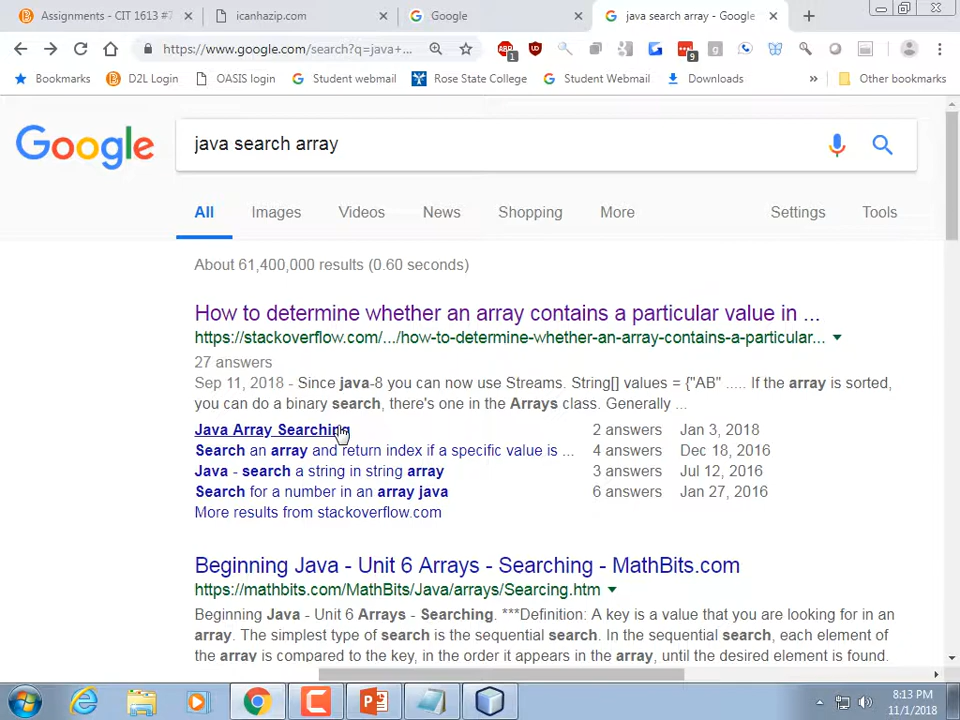 Assignments - CIT 1613 #7
icanhazip.com
Google
java search array - Google
https://www.google.com/search?q=java+...
ABP
1
9
g
Bookmarks
D2L Login
OASIS login
Student webmail
Rose State College
Student Webmail
Downloads
»
Other bookmarks
Google
java search array
All
Images
Videos
News
Shopping
More
Settings
Tools
About 61,400,000 results (0.60 seconds)
How to determine whether an array contains a particular value in ...
https://stackoverflow.com/.../how-to-determine-whether-an-array-contains-a-particular...
27 answers
Sep 11, 2018 - Since java-8 you can now use Streams. String[] values = {"AB" ..... If the array is sorted,
you can do a binary search, there's one in the Arrays class. Generally ...
Java Array Searching 2 answers Jan 3, 2018
Search an array and return index if a specific value is ... 4 answers Dec 18, 2016
Java - search a string in string array 3 answers Jul 12, 2016
Search for a number in an array java 6 answers Jan 27, 2016
More results from stackoverflow.com
Beginning Java - Unit 6 Arrays - Searching - MathBits.com
https://mathbits.com/MathBits/Java/arrays/Searcing.htm
Beginning Java - Unit 6 Arrays - Searching. ***Definition: A key is a value that you are looking for in an
array. The simplest type of search is the sequential search. In the sequential search, each element of
the array is compared to the key, in the order it appears in the array, until the desired element is found.
8:13 PM
11/1/2018